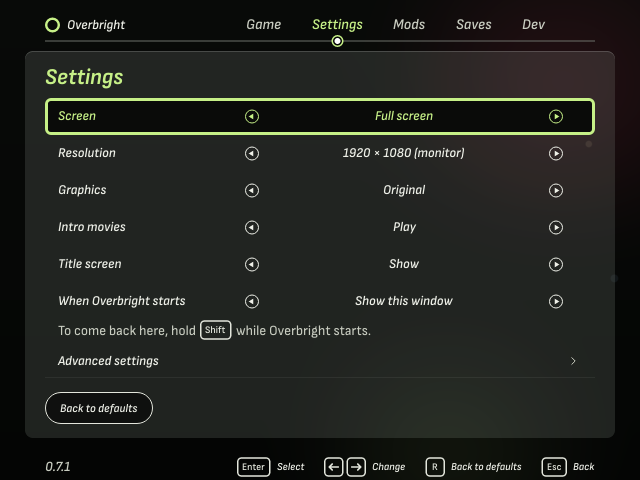 Overbright Game Settings Mods Saves Dev
Settings
Screen Full screen
Resolution 1920 × 1080 (monitor)
Graphics Original
Intro movies Play
Title screen Show
When Overbright starts Show this window
To come back here, hold Shift while Overbright starts.
Advanced settings
Back to defaults
0.7.1 Enter Select ← → Change R Back to defaults Esc Back